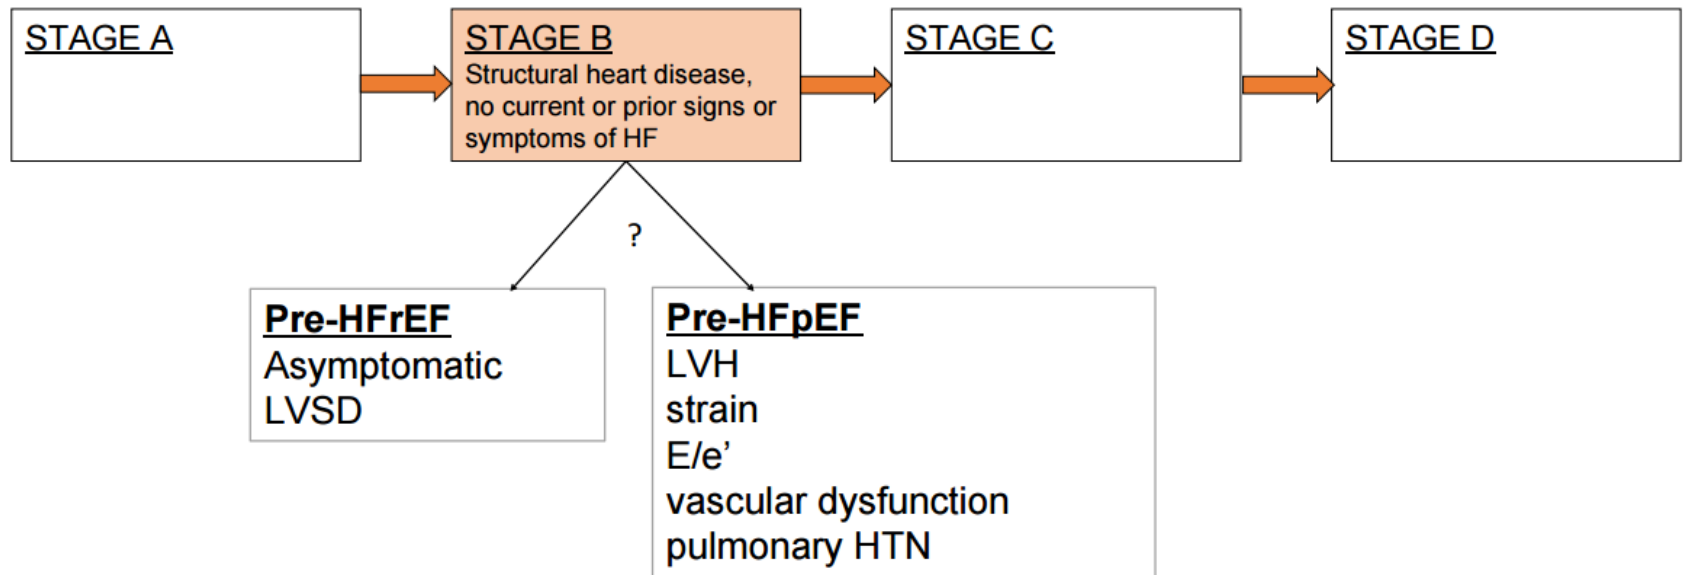 STAGE A
STAGE B
Structural heart disease,
no current or prior signs or
symptoms of HF
STAGE C
STAGE D
?
Pre-HFrEF
Asymptomatic
LVSD
Pre-HFpEF
LVH
strain
E/e’
vascular dysfunction
pulmonary HTN